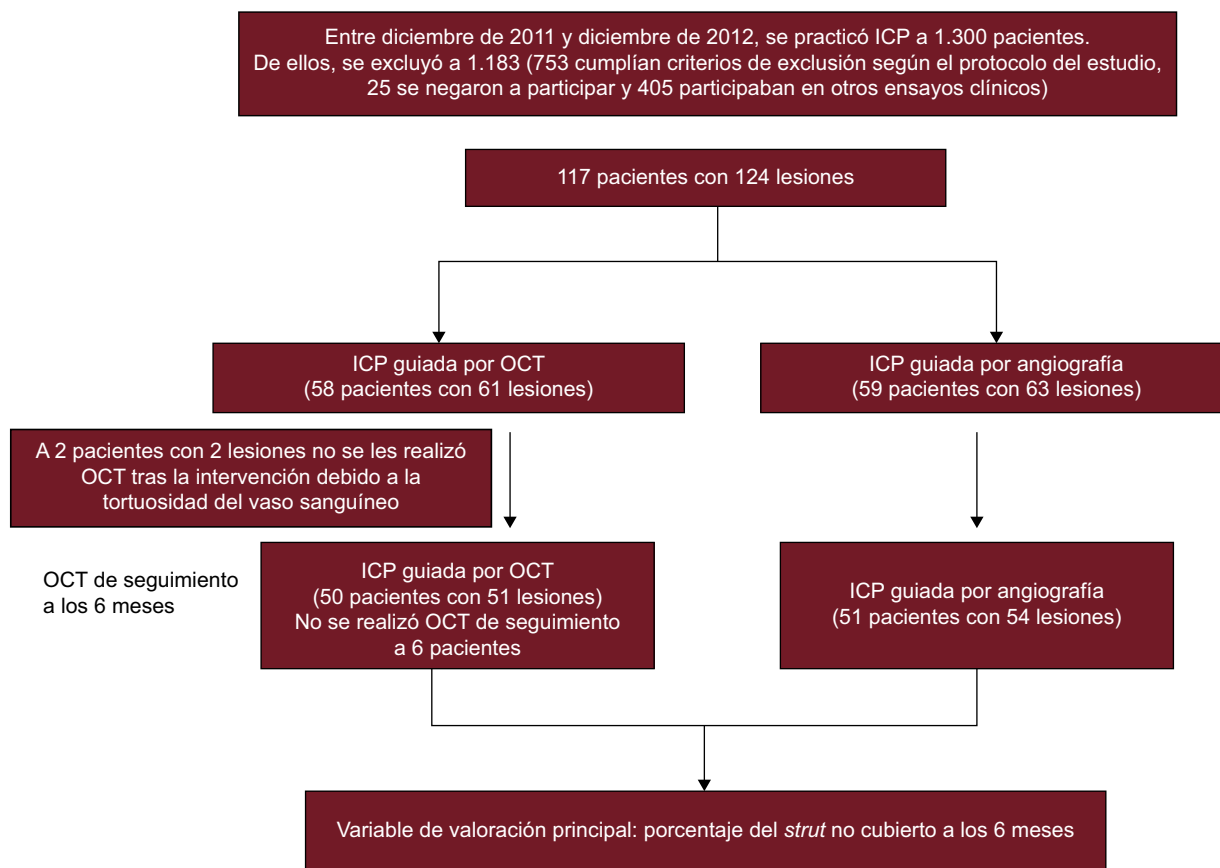 Entre diciembre de 2011 y diciembre de 2012, se practicó ICP a 1.300 pacientes.
De ellos, se excluyó a 1.183 (753 cumplían criterios de exclusión según el protocolo del estudio,
25 se negaron a participar y 405 participaban en otros ensayos clínicos)
117 pacientes con 124 lesiones
ICP guiada por OCT
(58 pacientes con 61 lesiones)
ICP guiada por angiografía
(59 pacientes con 63 lesiones)
A 2 pacientes con 2 lesiones no se les realizó
OCT tras la intervención debido a la
tortuosidad del vaso sanguíneo
OCT de seguimiento
a los 6 meses
ICP guiada por OCT
(50 pacientes con 51 lesiones)
No se realizó OCT de seguimiento
a 6 pacientes
ICP guiada por angiografía
(51 pacientes con 54 lesiones)
Variable de valoración principal: porcentaje del strut no cubierto a los 6 meses